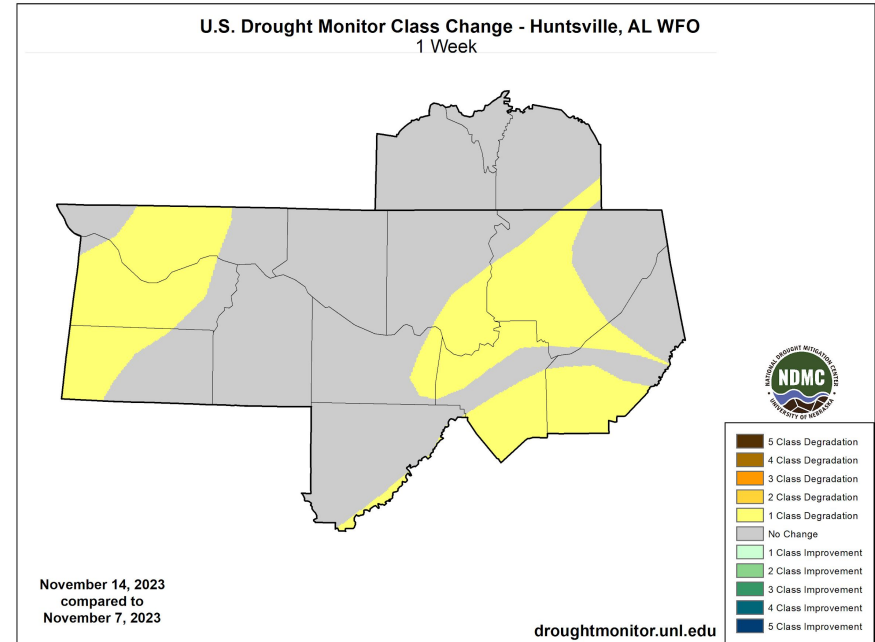 U.S. Drought Monitor Class Change - Huntsville, AL WFO
1 Week
NATIONAL DROUGHT MITIGATION CENTER
NDMC
UNIVERSITY OF NEBRASKA
5 Class Degradation
4 Class Degradation
3 Class Degradation
2 Class Degradation
1 Class Degradation
No Change
1 Class Improvement
2 Class Improvement
3 Class Improvement
4 Class Improvement
5 Class Improvement
November 14, 2023
compared to
November 7, 2023
droughtmonitor.unl.edu